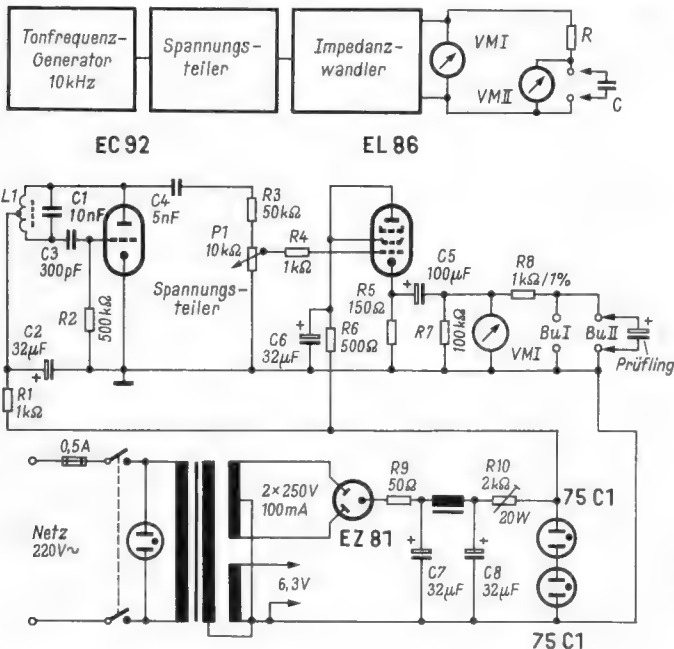 Tonfrequenz-
Generator
10kHz
Spannungs-
teiler
Impedanz-
wandler
VMI
R
VMII
C
EC 92
EL 86
L1
C1
10nF
C4
5nF
C3
300pF
R2
500kΩ
C2
32µF
+
R1
1kΩ
R3
50kΩ
P1
10kΩ
R4
1kΩ
Spannungs-
teiler
C6
32µF
+
R5
150Ω
R6
500Ω
C5
100µF
+
R7
100kΩ
VMI
R8
1kΩ/1%
BuI
BuII
+
Prüfling
0,5A
Netz
220V~
2×250V
100mA
6,3V
EZ 81
R9
50Ω
+
C7
32µF
+
C8
32µF
R10
2kΩ
20W
75 C1
75 C1